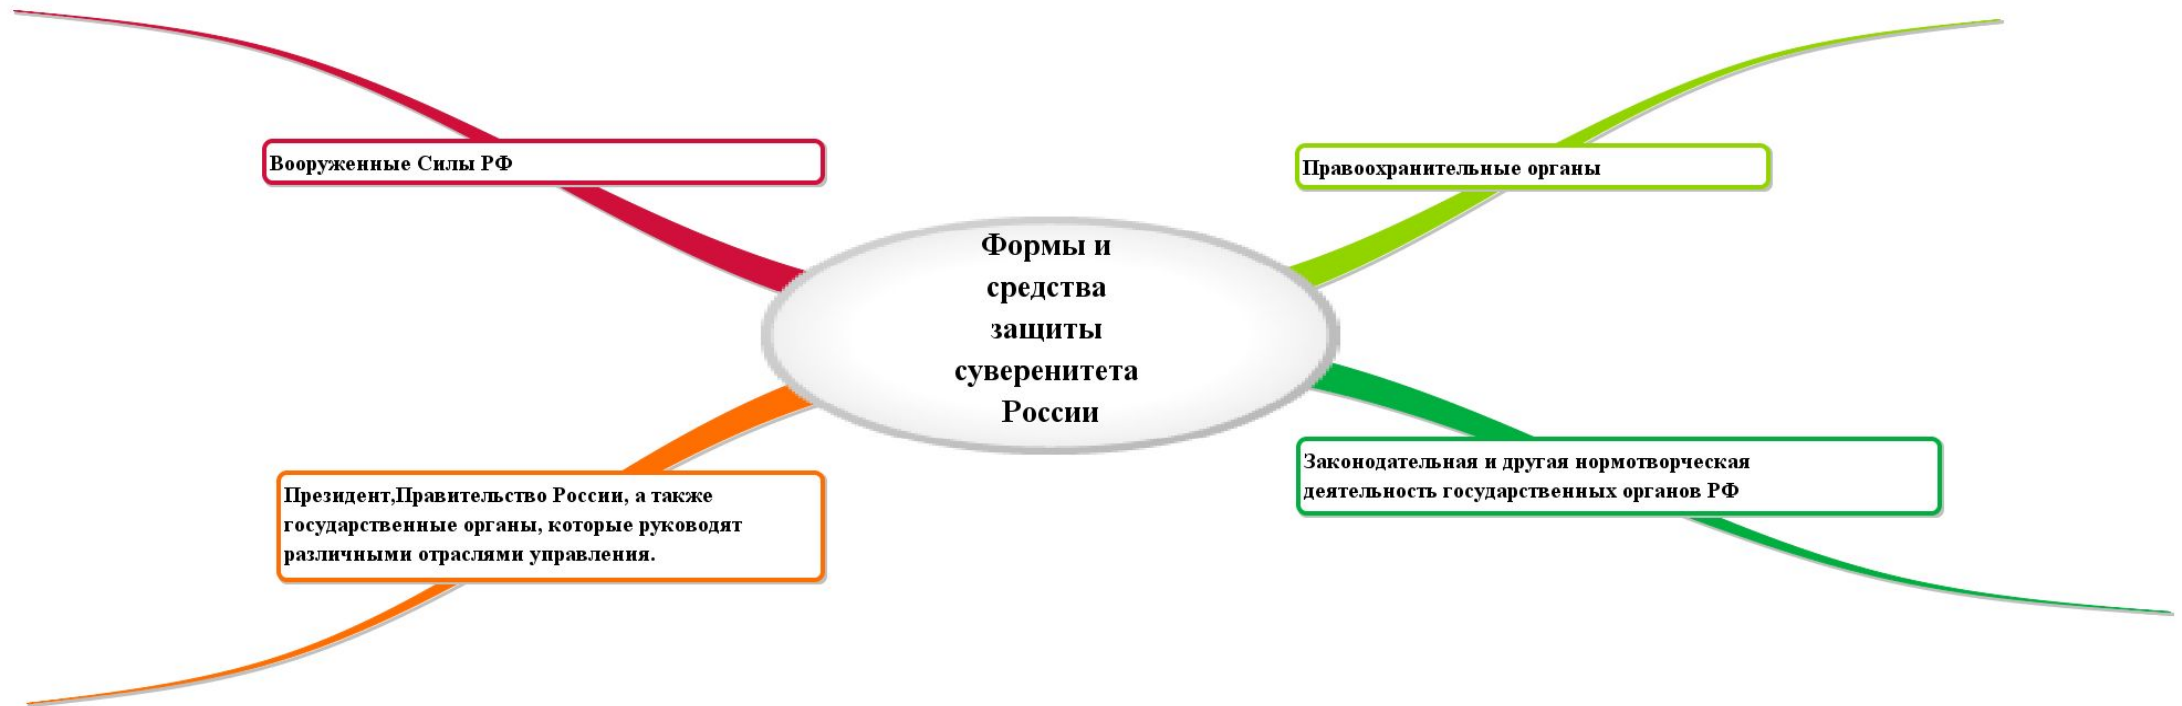 Вооруженные Силы РФ
Правоохранительные органы
Формы и
средства
защиты
суверенитета
России
Президент,Правительство России, а также
государственные органы, которые руководят
различными отраслями управления.
Законодательная и другая нормотворческая
деятельность государственных органов РФ